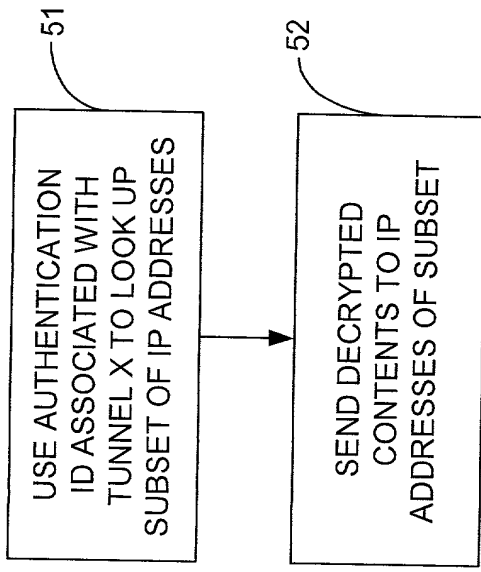 USE AUTHENTICATION
ID ASSOCIATED WITH
TUNNEL X TO LOOK UP
SUBSET OF IP ADDRESSES
51
SEND DECRYPTED
CONTENTS TO IP
ADDRESSES OF SUBSET
52